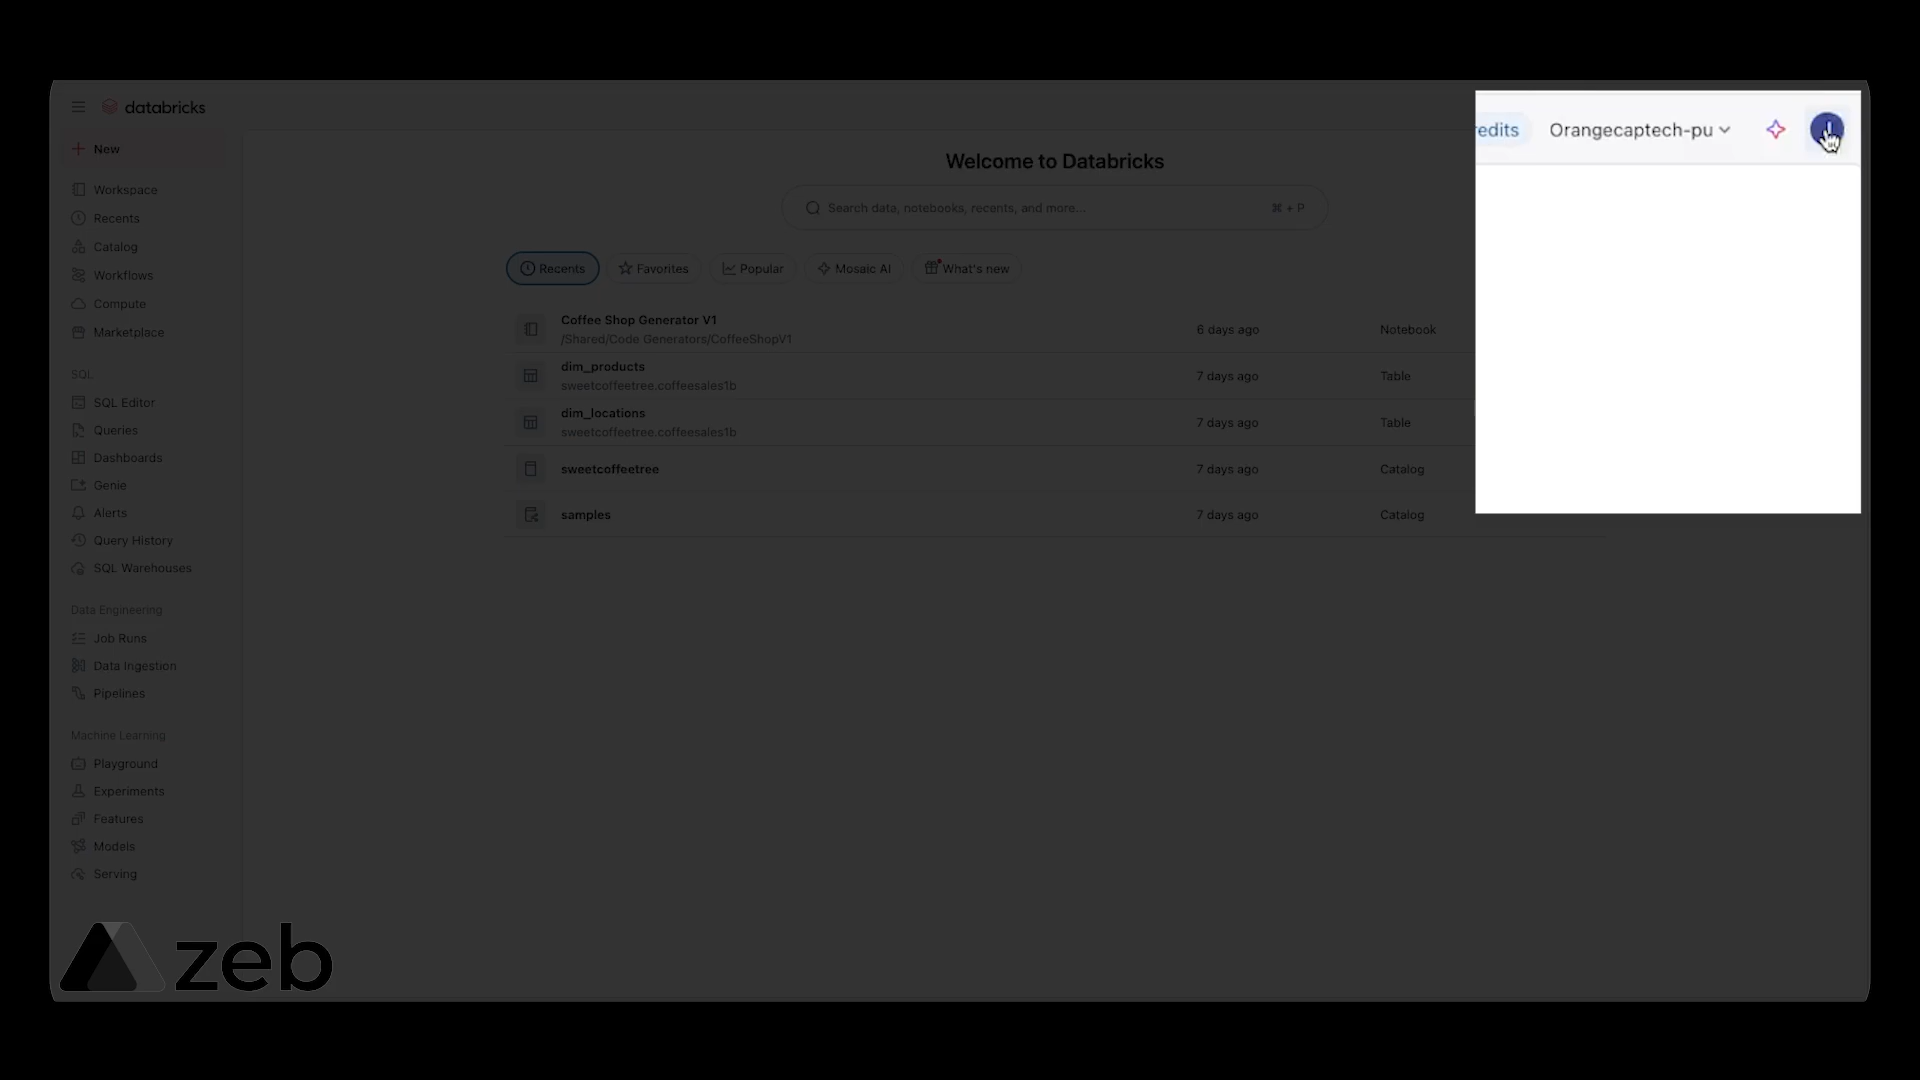 databricks
New
Workspace
Recents
Catalog
Workflows
Compute
Marketplace
SQL
SQL Editor
Queries
Dashboards
Genie
Alerts
Query History
SQL Warehouses
Data Engineering
Job Runs
Data Ingestion
Pipelines
Machine Learning
Playground
Experiments
Features
Models
Serving
Welcome to Databricks
Search data, notebooks, recents, and more... ⌘ + P
Recents Favorites Popular Mosaic AI What's new
Coffee Shop Generator V1 6 days ago Notebook
/Shared/Code Generators/CoffeeShopV1
dim_products 7 days ago Table
sweetcoffeetree.coffeesales1b
dim_locations 7 days ago Table
sweetcoffeetree.coffeesales1b
sweetcoffeetree 7 days ago Catalog
samples 7 days ago Catalog
redits Orangecaptech-pu
zeb